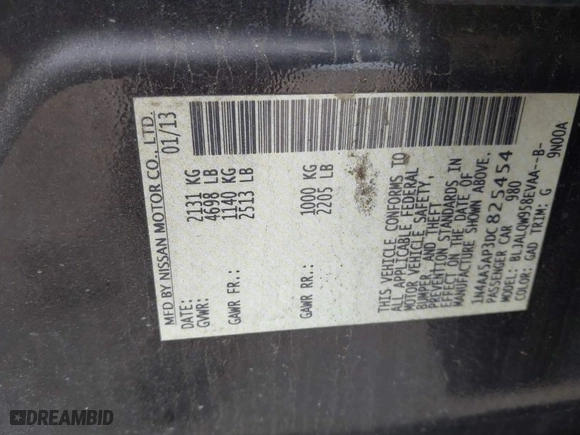 MFD BY NISSAN MOTOR CO., LTD.
DATE: 01/13
GVWR: 2131 KG
4698 LB
GAWR FR.: 1140 KG
2513 LB
GAWR RR.: 1000 KG
2205 LB
THIS VEHICLE CONFORMS TO
ALL APPLICABLE FEDERAL
MOTOR VEHICLE SAFETY,
BUMPER, AND THEFT
PREVENTION STANDARDS IN
EFFECT ON THE DATE OF
MANUFACTURE SHOWN ABOVE.
1N4AA5AP3DC825454
PASSENGER CAR 980
MODEL: BLJALQW958EVAA--B-
COLOR: GAD TRIM: G 9N00A
DREAMBID